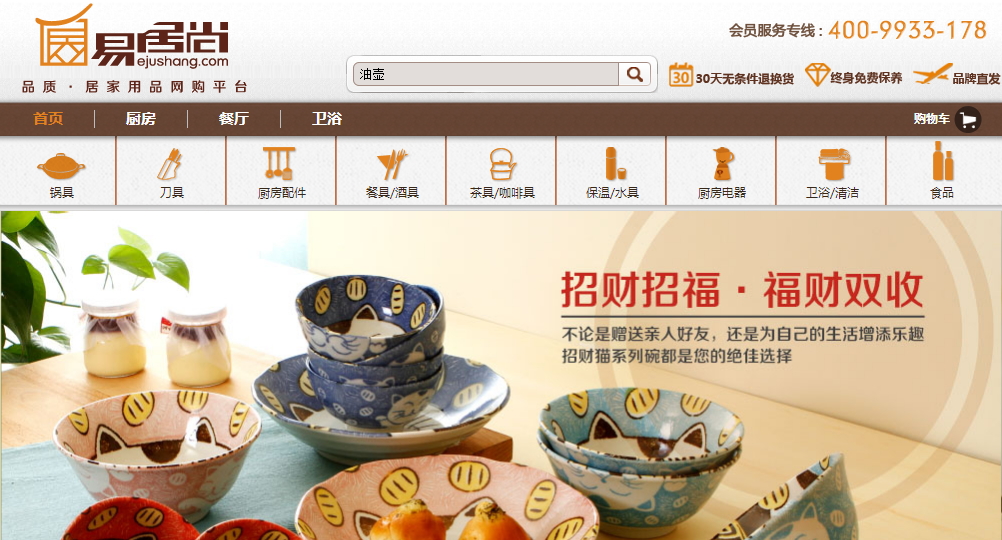 易居尚
ejushang.com
品质·居家用品网购平台
会员服务专线：400-9933-178
油壶
30
30天无条件退换货
终身免费保养
品牌直发
首页
厨房
餐厅
卫浴
购物车
锅具
刀具
厨房配件
餐具/酒具
茶具/咖啡具
保温/水具
厨房电器
卫浴/清洁
食品
招财招福·福财双收
不论是赠送亲人好友，还是为自己的生活增添乐趣
招财猫系列碗都是您的绝佳选择